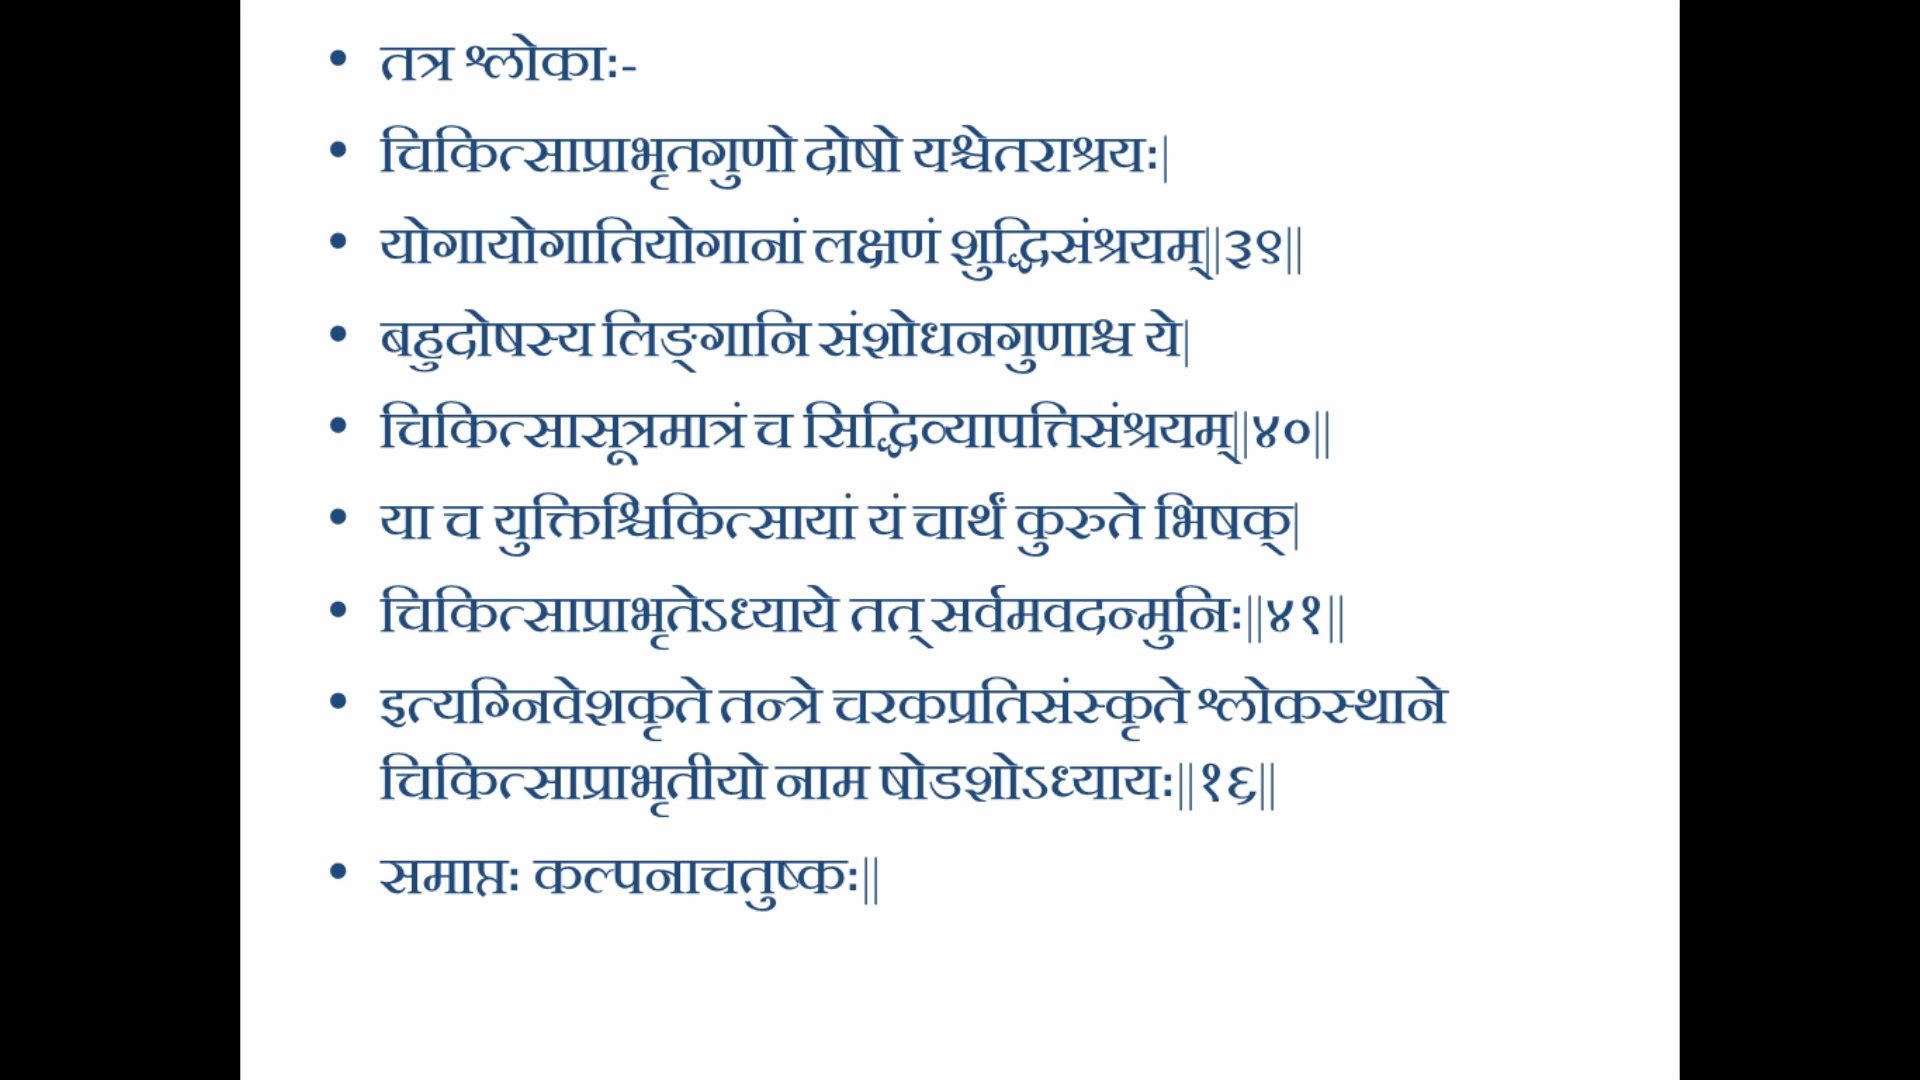 • तत्र श्लोकाः-
• चिकित्साप्राभृतगुणो दोषो यश्चेतराश्रयः|
• योगायोगातियोगानां लक्षणं शुद्धिसंश्रयम्||३९||
• बहुदोषस्य लिङ्गानि संशोधनगुणाश्च ये|
• चिकित्सासूत्रमात्रं च सिद्धिव्यापत्तिसंश्रयम्||४०||
• या च युक्तिश्चिकित्सायां यं चार्थं कुरुते भिषक्|
• चिकित्साप्राभृतेऽध्याये तत् सर्वमवदन्मुनिः||४१||
• इत्यग्निवेशकृते तन्त्रे चरकप्रतिसंस्कृते श्लोकस्थाने
चिकित्साप्राभृतीयो नाम षोडशोऽध्यायः||१६||
• समाप्तः कल्पनाचतुष्कः||